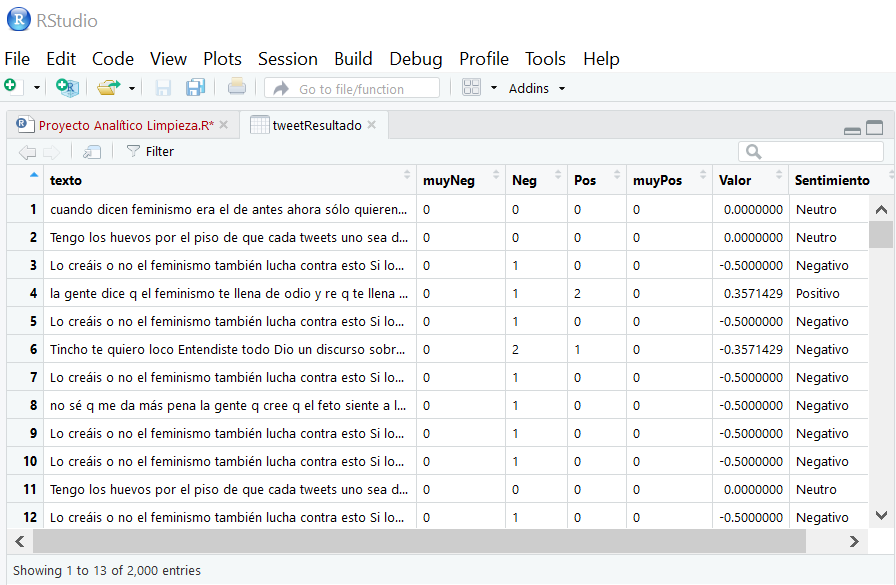 R RStudio
File Edit Code View Plots Session Build Debug Profile Tools Help
Go to file/function Addins
Proyecto Analítico Limpieza.R* tweetResultado
Filter
texto muyNeg Neg Pos muyPos Valor Sentimiento
1 cuando dicen feminismo era el de antes ahora sólo quieren... 0 0 0 0 0.0000000 Neutro
2 Tengo los huevos por el piso de que cada tweets uno sea d... 0 0 0 0 0.0000000 Neutro
3 Lo creáis o no el feminismo también lucha contra esto Si lo... 0 1 0 0 -0.5000000 Negativo
4 la gente dice q el feminismo te llena de odio y re q te llena ... 0 1 2 0 0.3571429 Positivo
5 Lo creáis o no el feminismo también lucha contra esto Si lo... 0 1 0 0 -0.5000000 Negativo
6 Tincho te quiero loco Entendiste todo Dio un discurso sobr... 0 2 1 0 -0.3571429 Negativo
7 Lo creáis o no el feminismo también lucha contra esto Si lo... 0 1 0 0 -0.5000000 Negativo
8 no sé q me da más pena la gente q cree q el feto siente a l... 0 1 0 0 -0.5000000 Negativo
9 Lo creáis o no el feminismo también lucha contra esto Si lo... 0 1 0 0 -0.5000000 Negativo
10 Lo creáis o no el feminismo también lucha contra esto Si lo... 0 1 0 0 -0.5000000 Negativo
11 Tengo los huevos por el piso de que cada tweets uno sea d... 0 0 0 0 0.0000000 Neutro
12 Lo creáis o no el feminismo también lucha contra esto Si lo... 0 1 0 0 -0.5000000 Negativo
Showing 1 to 13 of 2,000 entries